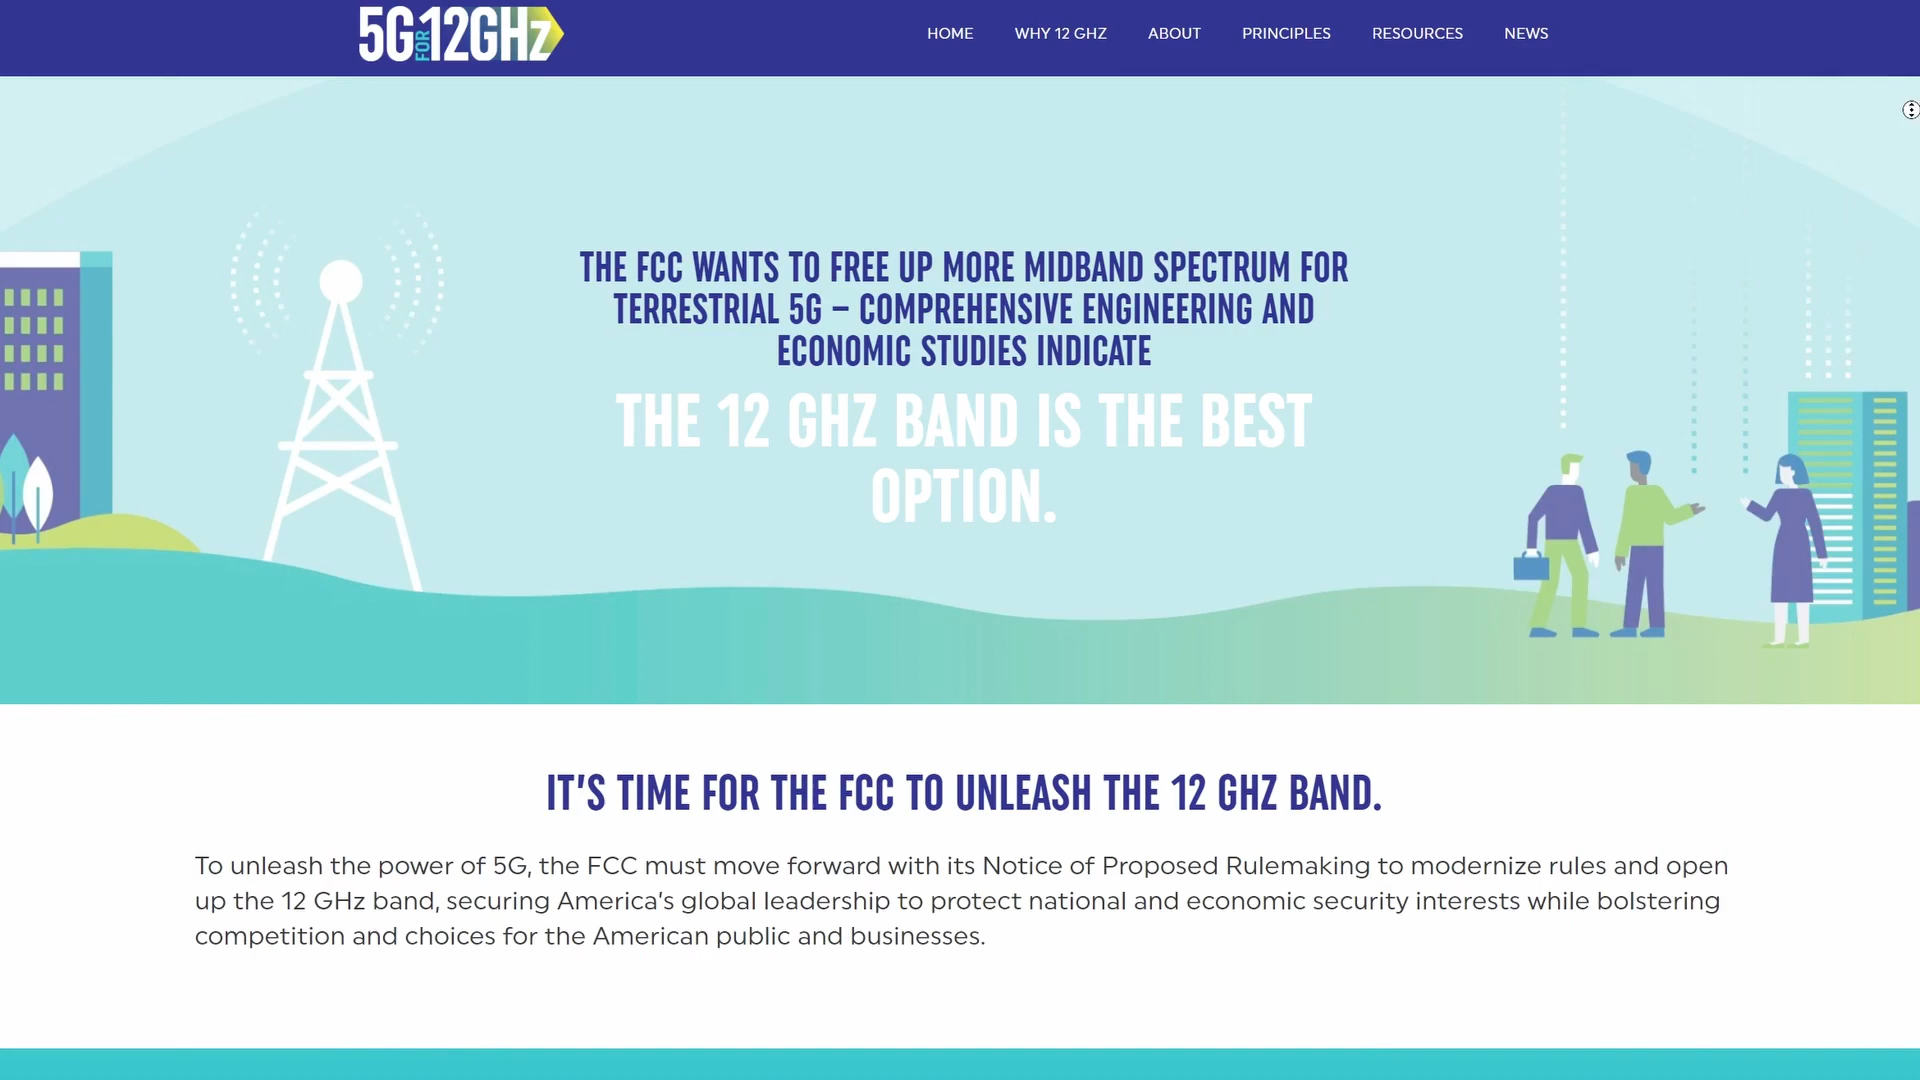 5G FOR 12GHz
HOME WHY 12 GHZ ABOUT PRINCIPLES RESOURCES NEWS
THE FCC WANTS TO FREE UP MORE MIDBAND SPECTRUM FOR
TERRESTRIAL 5G – COMPREHENSIVE ENGINEERING AND
ECONOMIC STUDIES INDICATE
THE 12 GHZ BAND IS THE BEST
OPTION.
IT'S TIME FOR THE FCC TO UNLEASH THE 12 GHZ BAND.
To unleash the power of 5G, the FCC must move forward with its Notice of Proposed Rulemaking to modernize rules and open
up the 12 GHz band, securing America's global leadership to protect national and economic security interests while bolstering
competition and choices for the American public and businesses.